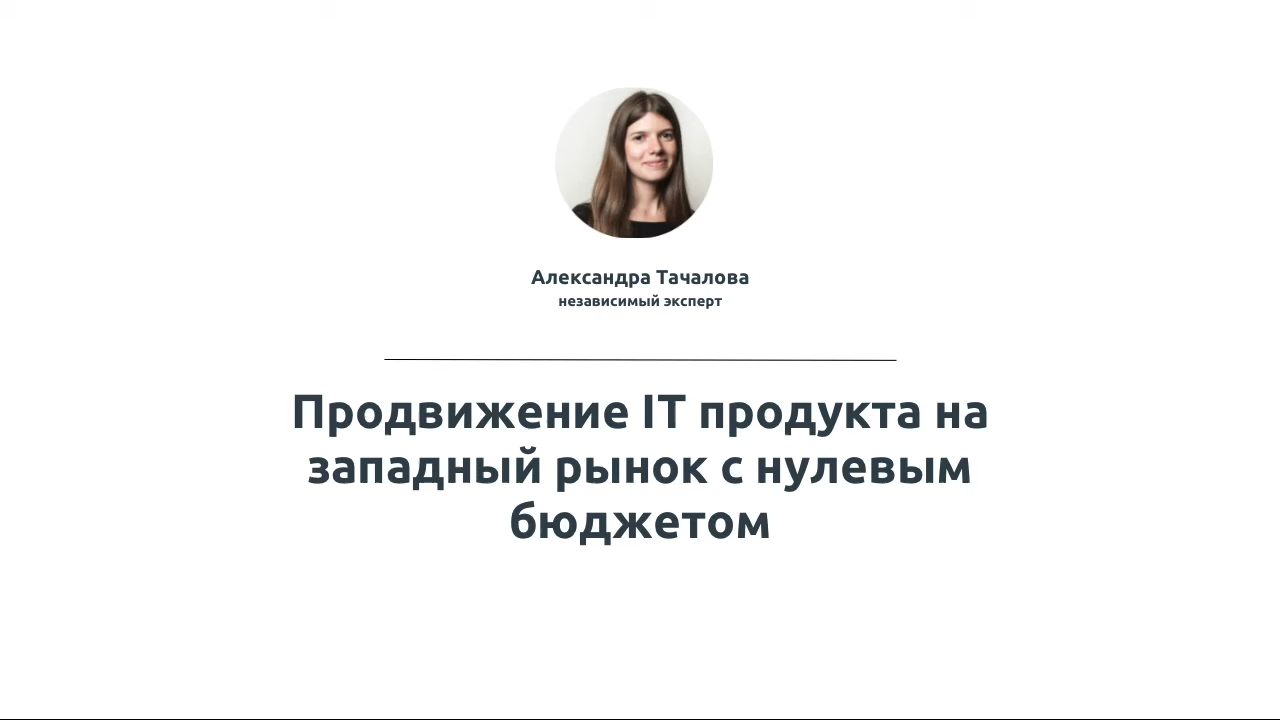 Александра Тачалова
независимый эксперт
Продвижение IT продукта на
западный рынок с нулевым
бюджетом